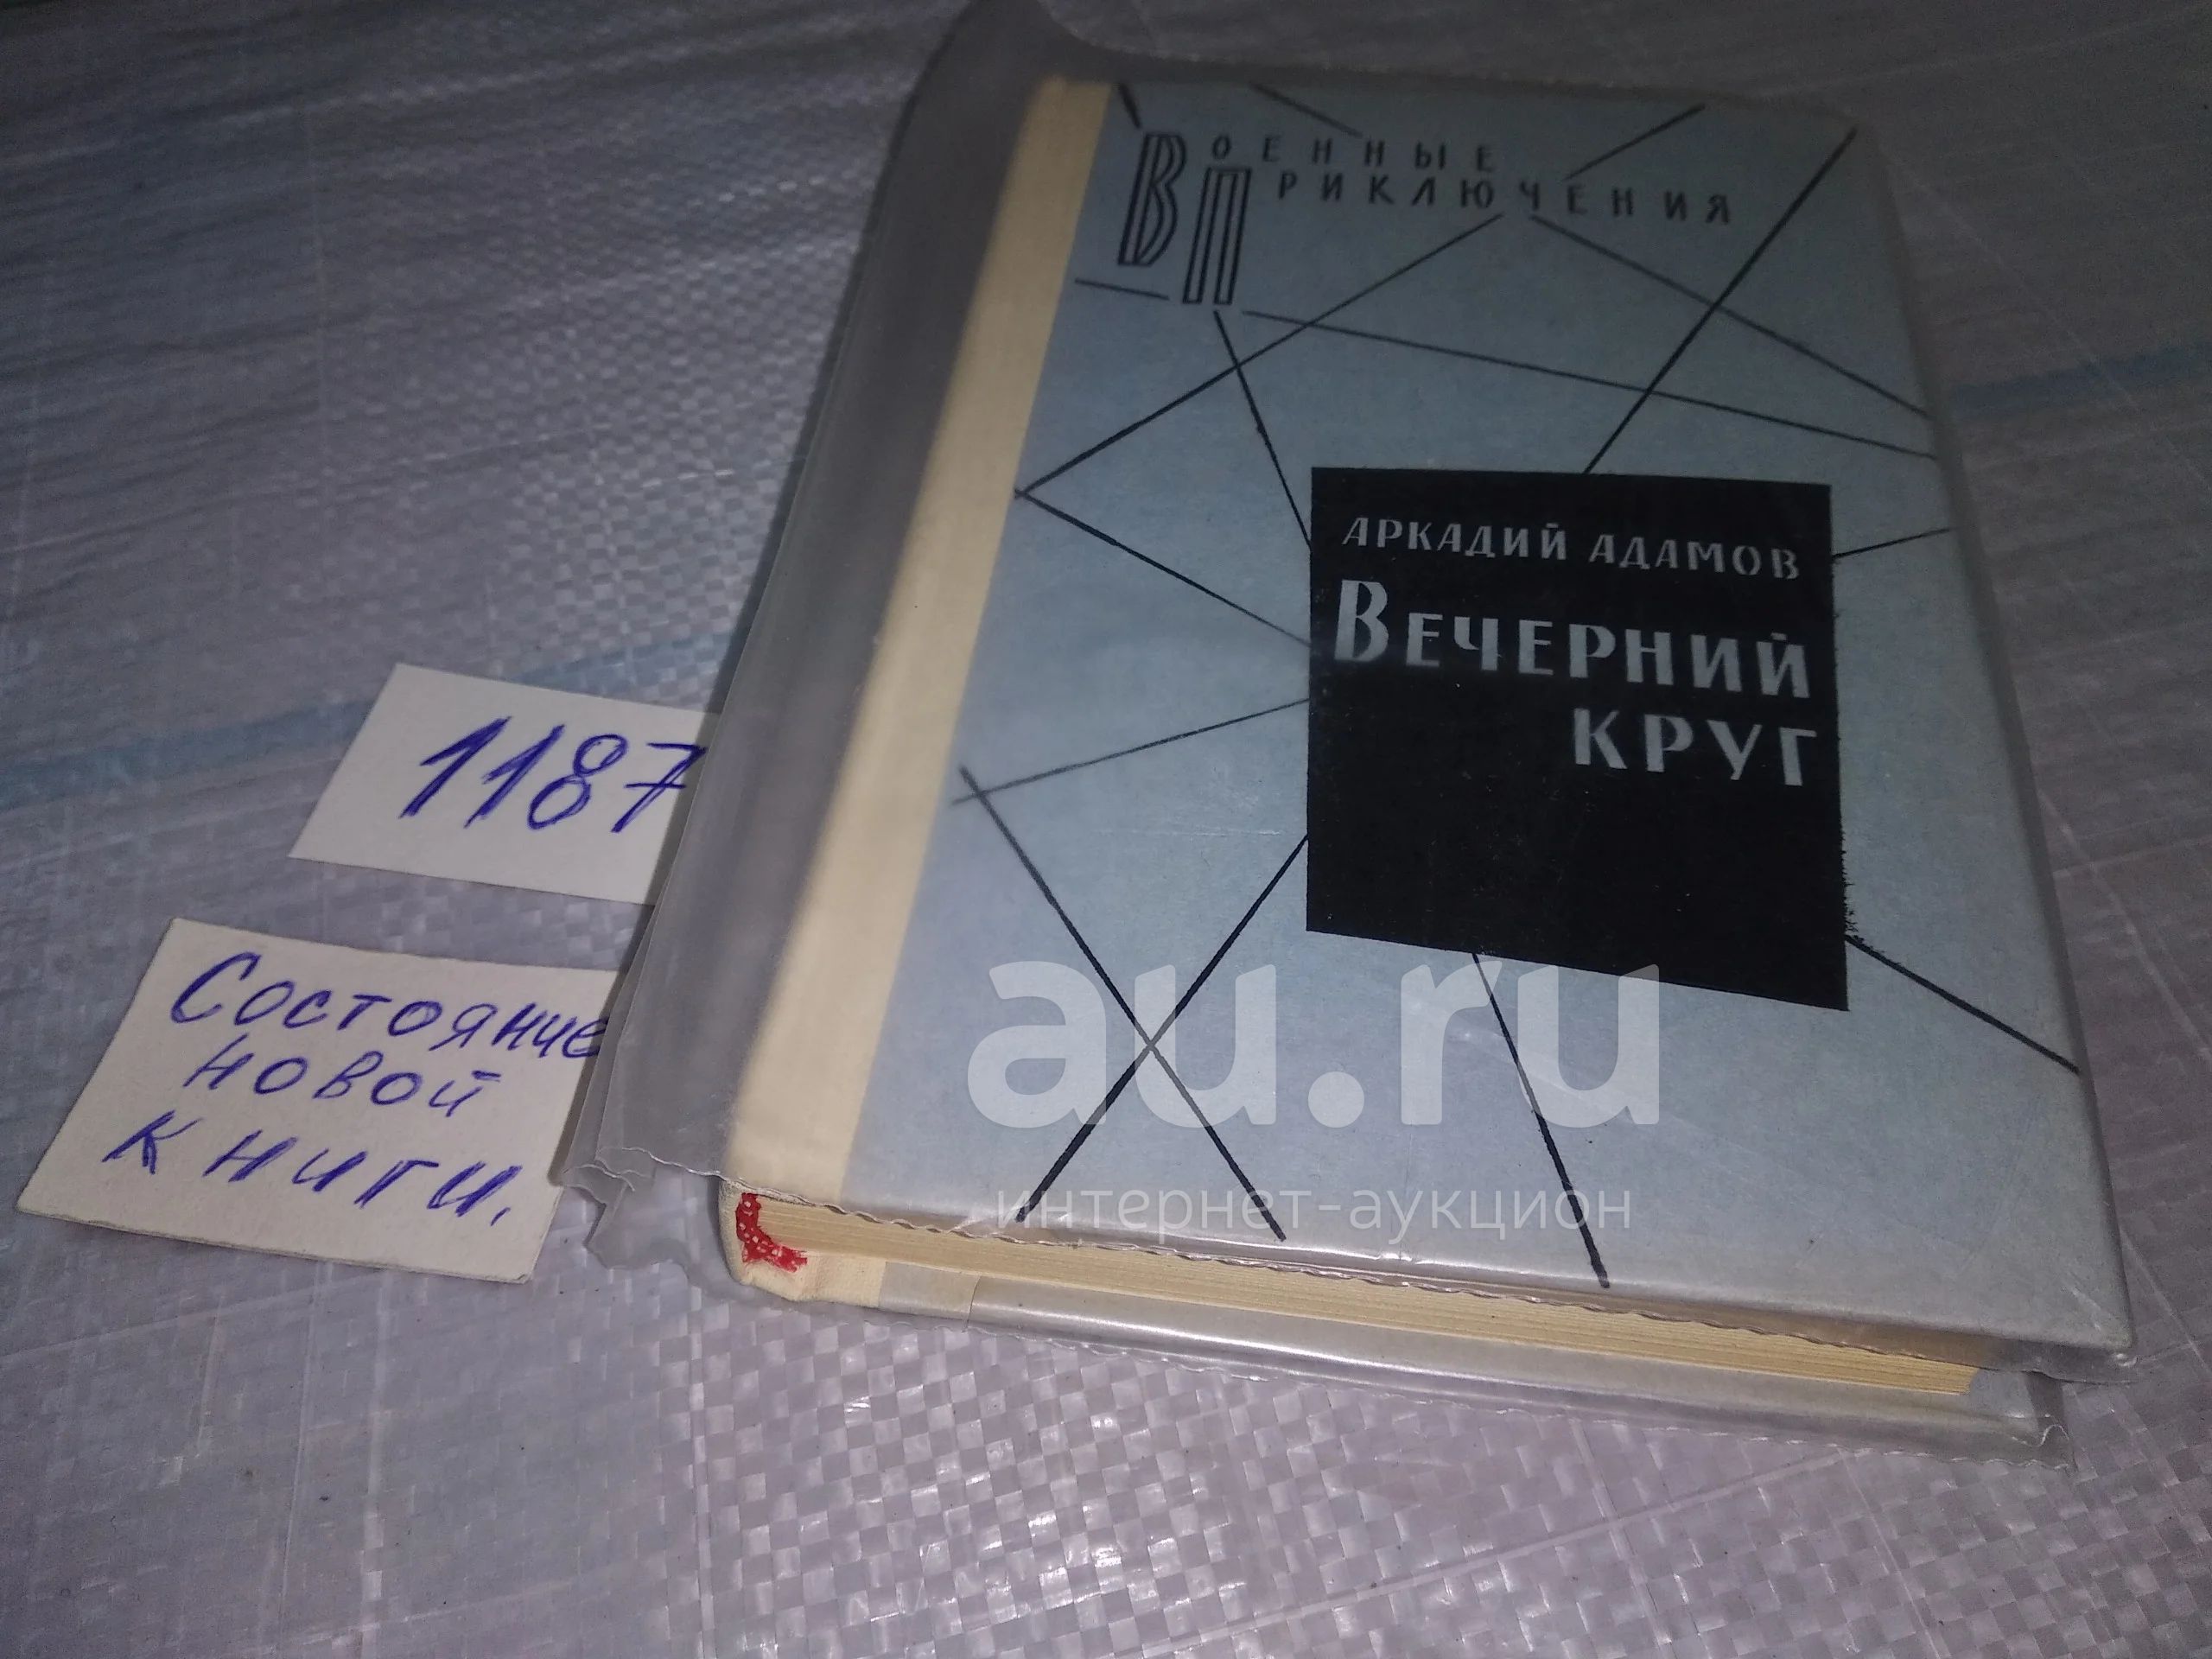 ВОЕННЫЕ
ПРИКЛЮЧЕНИЯ
АРКАДИЙ АДАМОВ
ВЕЧЕРНИЙ
КРУГ
1187
Состояние
новой
книги.
au.ru
интернет-аукцион